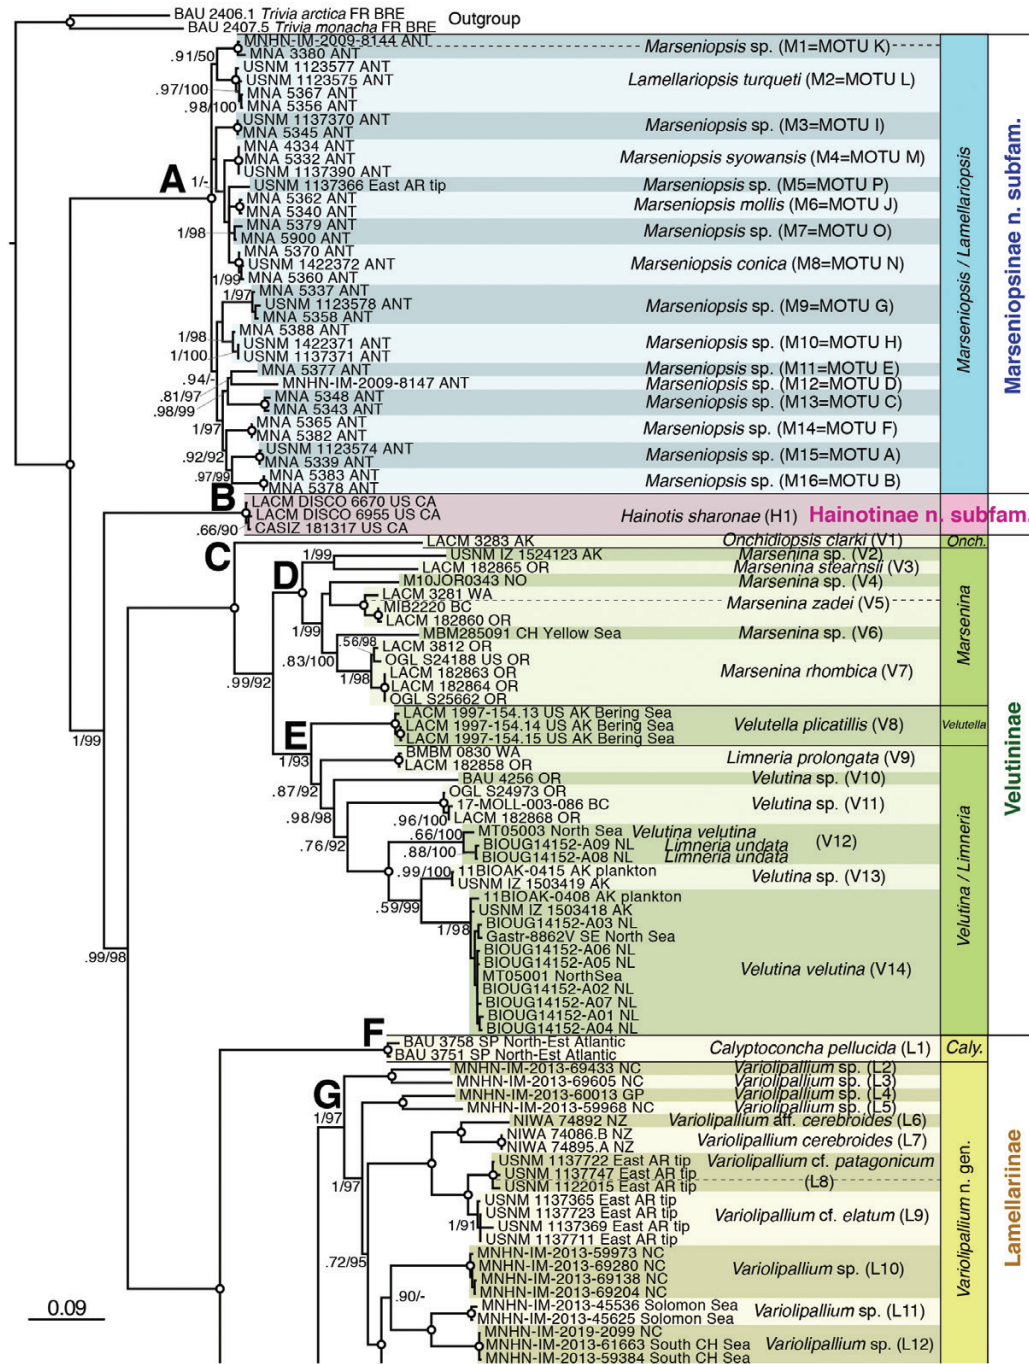 BAU 2406.1 Trivia arctica FR BRE
BAU 2407.5 Trivia monacha FR BRE
Outgroup
MNHN-IM-2009-8144 ANT
MNA 3380 ANT
Marseniopsis sp. (M1=MOTU K)
.91/50
USNM 1123577 ANT
USNM 1123575 ANT
MNA 5367 ANT
MNA 5356 ANT
Lamellariopsis turqueti (M2=MOTU L)
.97/100
.98/100
USNM 1137370 ANT
MNA 5345 ANT
Marseniopsis sp. (M3=MOTU I)
MNA 4334 ANT
MNA 5332 ANT
USNM 1137390 ANT
Marseniopsis syowansis (M4=MOTU M)
A
1/-
USNM 1137366 East AR tip
Marseniopsis sp. (M5=MOTU P)
MNA 5362 ANT
MNA 5340 ANT
Marseniopsis mollis (M6=MOTU J)
MNA 5379 ANT
MNA 5900 ANT
Marseniopsis sp. (M7=MOTU O)
1/98
MNA 5370 ANT
USNM 1422372 ANT
MNA 5360 ANT
Marseniopsis conica (M8=MOTU N)
1/99
1/97
MNA 5337 ANT
USNM 1123578 ANT
MNA 5358 ANT
Marseniopsis sp. (M9=MOTU G)
MNA 5388 ANT
USNM 1422371 ANT
USNM 1137371 ANT
Marseniopsis sp. (M10=MOTU H)
1/98
1/100
MNA 5377 ANT
Marseniopsis sp. (M11=MOTU E)
.94/-
MNHN-IM-2009-8147 ANT
Marseniopsis sp. (M12=MOTU D)
.81/97
.98/99
MNA 5348 ANT
MNA 5343 ANT
Marseniopsis sp. (M13=MOTU C)
MNA 5365 ANT
MNA 5382 ANT
Marseniopsis sp. (M14=MOTU F)
1/97
USNM 1123574 ANT
MNA 5339 ANT
Marseniopsis sp. (M15=MOTU A)
.92/92
MNA 5383 ANT
MNA 5378 ANT
Marseniopsis sp. (M16=MOTU B)
.97/99
Marseniopsis / Lamellariopsis
Marseniopsinae n. subfam.
B
LACM DISCO 6670 US CA
LACM DISCO 6955 US CA
CASIZ 181317 US CA
.66/90
Hainotis sharonae (H1)
Hainotinae n. subfam.
C
LACM 3283 AK
Onchidiopsis clarki (V1)
Onch.
1/99
USNM IZ 1524123 AK
Marsenina sp. (V2)
LACM 182865 OR
Marsenina stearnsii (V3)
D
M10JOR0343 NO
Marsenina sp. (V4)
LACM 3281 WA
MIB2220 BC
LACM 182860 OR
Marsenina zadei (V5)
1/99
MBM285091 CH Yellow Sea
Marsenina sp. (V6)
.56/98
.83/100
LACM 3812 OR
OGL S24188 US OR
LACM 182863 OR
LACM 182864 OR
OGL S25662 OR
Marsenina rhombica (V7)
1/98
.99/92
Marsenina
E
LACM 1997-154.13 US AK Bering Sea
LACM 1997-154.14 US AK Bering Sea
LACM 1997-154.15 US AK Bering Sea
Velutella plicatillis (V8)
Velutella
1/99
1/93
BMBM 0830 WA
LACM 182858 OR
Limneria prolongata (V9)
.87/92
BAU 4256 OR
Velutina sp. (V10)
OGL S24973 OR
17-MOLL-003-086 BC
LACM 182868 OR
Velutina sp. (V11)
.98/98
.96/100
.66/100
MT05003 North Sea Velutina velutina
BIOUG14152-A09 NL Limneria undata
BIOUG14152-A08 NL Limneria undata
(V12)
.76/92
.88/100
.99/100
11BIOAK-0415 AK plankton
USNM IZ 1503419 AK
Velutina sp. (V13)
.59/99
11BIOAK-0408 AK plankton
USNM IZ 1503418 AK
BIOUG14152-A03 NL
Gastr-8862V SE North Sea
BIOUG14152-A06 NL
BIOUG14152-A05 NL
MT05001 NorthSea
BIOUG14152-A02 NL
BIOUG14152-A07 NL
BIOUG14152-A01 NL
BIOUG14152-A04 NL
Velutina velutina (V14)
1/98
.99/98
Velutina / Limneria
Velutininae
F
BAU 3758 SP North-Est Atlantic
BAU 3751 SP North-Est Atlantic
Calyptoconcha pellucida (L1)
Caly.
G
MNHN-IM-2013-69433 NC
Variolipallium sp. (L2)
MNHN-IM-2013-69605 NC
Variolipallium sp. (L3)
MNHN-IM-2013-60013 GP
Variolipallium sp. (L4)
MNHN-IM-2013-59968 NC
Variolipallium sp. (L5)
1/97
NIWA 74892 NZ
Variolipallium aff. cerebroides (L6)
NIWA 74086.B NZ
NIWA 74895.A NZ
Variolipallium cerebroides (L7)
USNM 1137722 East AR tip
USNM 1137747 East AR tip
USNM 1122015 East AR tip
Variolipallium cf. patagonicum
(L8)
1/97
USNM 1137365 East AR tip
USNM 1137723 East AR tip
USNM 1137369 East AR tip
USNM 1137711 East AR tip
Variolipallium cf. elatum (L9)
1/91
.72/95
MNHN-IM-2013-59973 NC
MNHN-IM-2013-69280 NC
MNHN-IM-2013-69138 NC
MNHN-IM-2013-69204 NC
Variolipallium sp. (L10)
.90/-
MNHN-IM-2013-45536 Solomon Sea
MNHN-IM-2013-45625 Solomon Sea
Variolipallium sp. (L11)
MNHN-IM-2019-2099 NC
MNHN-IM-2013-61663 South CH Sea
MNHN-IM-2013-59384 South CH Sea
Variolipallium sp. (L12)
Variolipallium n. gen.
Lamellariinae
0.09